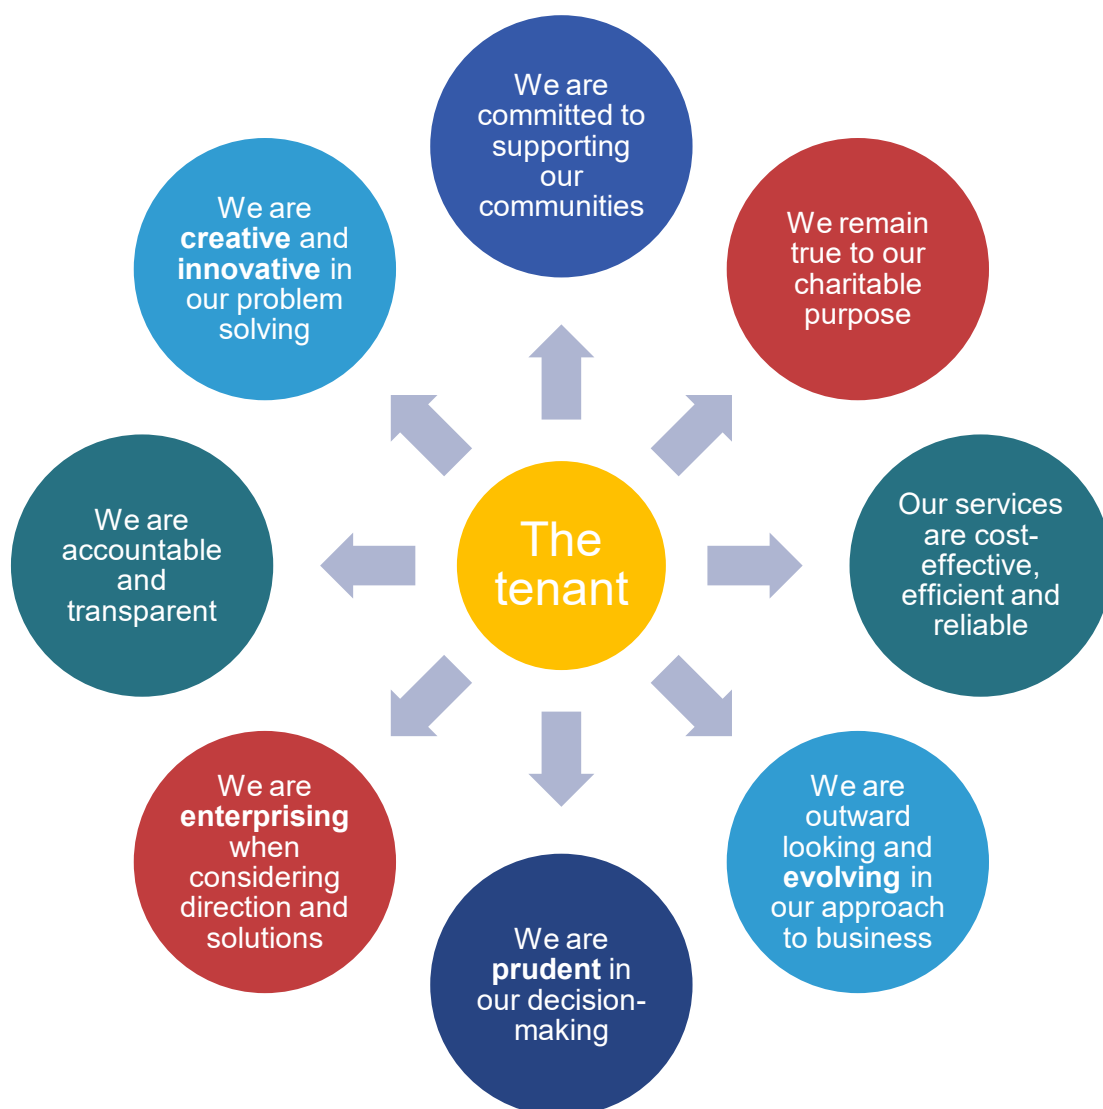 We are
committed to
supporting
our
communities
We remain
true to our
charitable
purpose
Our services
are cost-
effective,
efficient and
reliable
We are
outward
looking and
evolving in
our approach
to business
We are
prudent in
our decision-
making
We are
enterprising
when
considering
direction and
solutions
We are
accountable
and
transparent
We are
creative and
innovative in
our problem
solving
The
tenant